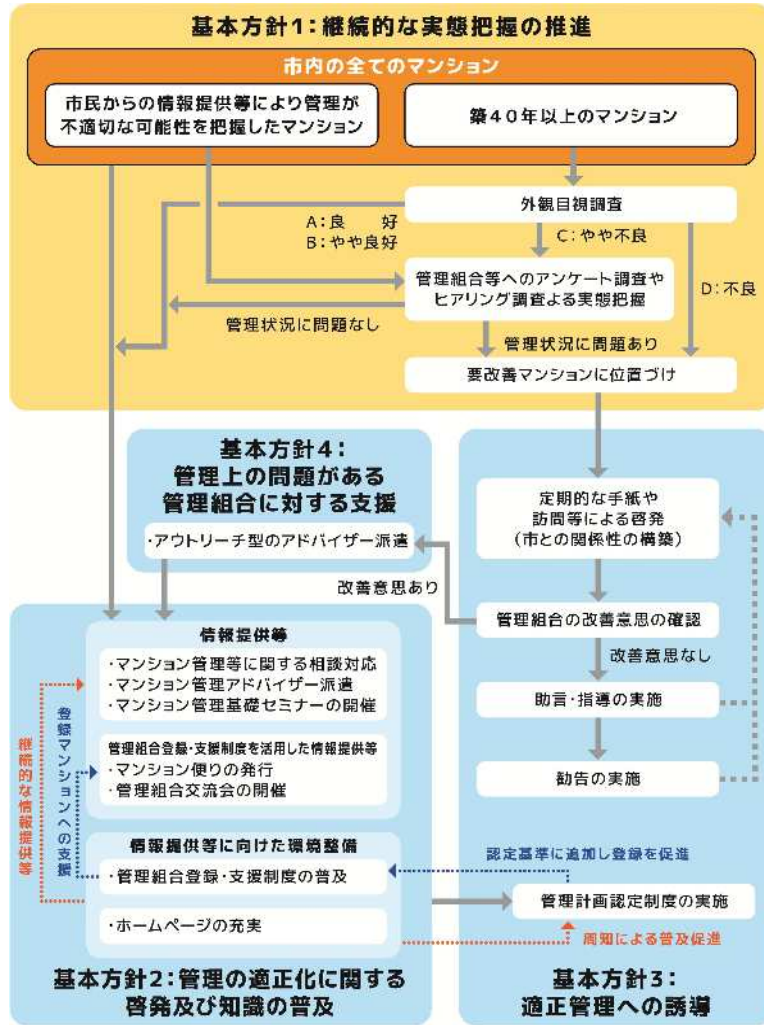 基本方針1:継続的な実態把握の推進
市内の全てのマンション
市民からの情報提供等により管理が
不適切な可能性を把握したマンション
築40年以上のマンション
外観目視調査
A:良　好
B:やや良好
C:やや不良
D:不良
管理組合等へのアンケート調査や
ヒアリング調査よる実態把握
管理状況に問題なし
管理状況に問題あり
要改善マンションに位置づけ
基本方針4:
管理上の問題がある
管理組合に対する支援
・アウトリーチ型のアドバイザー派遣
定期的な手紙や
訪問等による啓発
(市との関係性の構築)
改善意思あり
管理組合の改善意思の確認
改善意思なし
助言・指導の実施
勧告の実施
情報提供等
・マンション管理等に関する相談対応
・マンション管理アドバイザー派遣
・マンション管理基礎セミナーの開催
管理組合登録・支援制度を活用した情報提供等
・マンション便りの発行
・管理組合交流会の開催
継続的な情報提供等
登録マンションへの支援
情報提供等に向けた環境整備
・管理組合登録・支援制度の普及
・ホームページの充実
認定基準に追加し登録を促進
管理計画認定制度の実施
周知による普及促進
基本方針2:管理の適正化に関する
啓発及び知識の普及
基本方針3:
適正管理への誘導